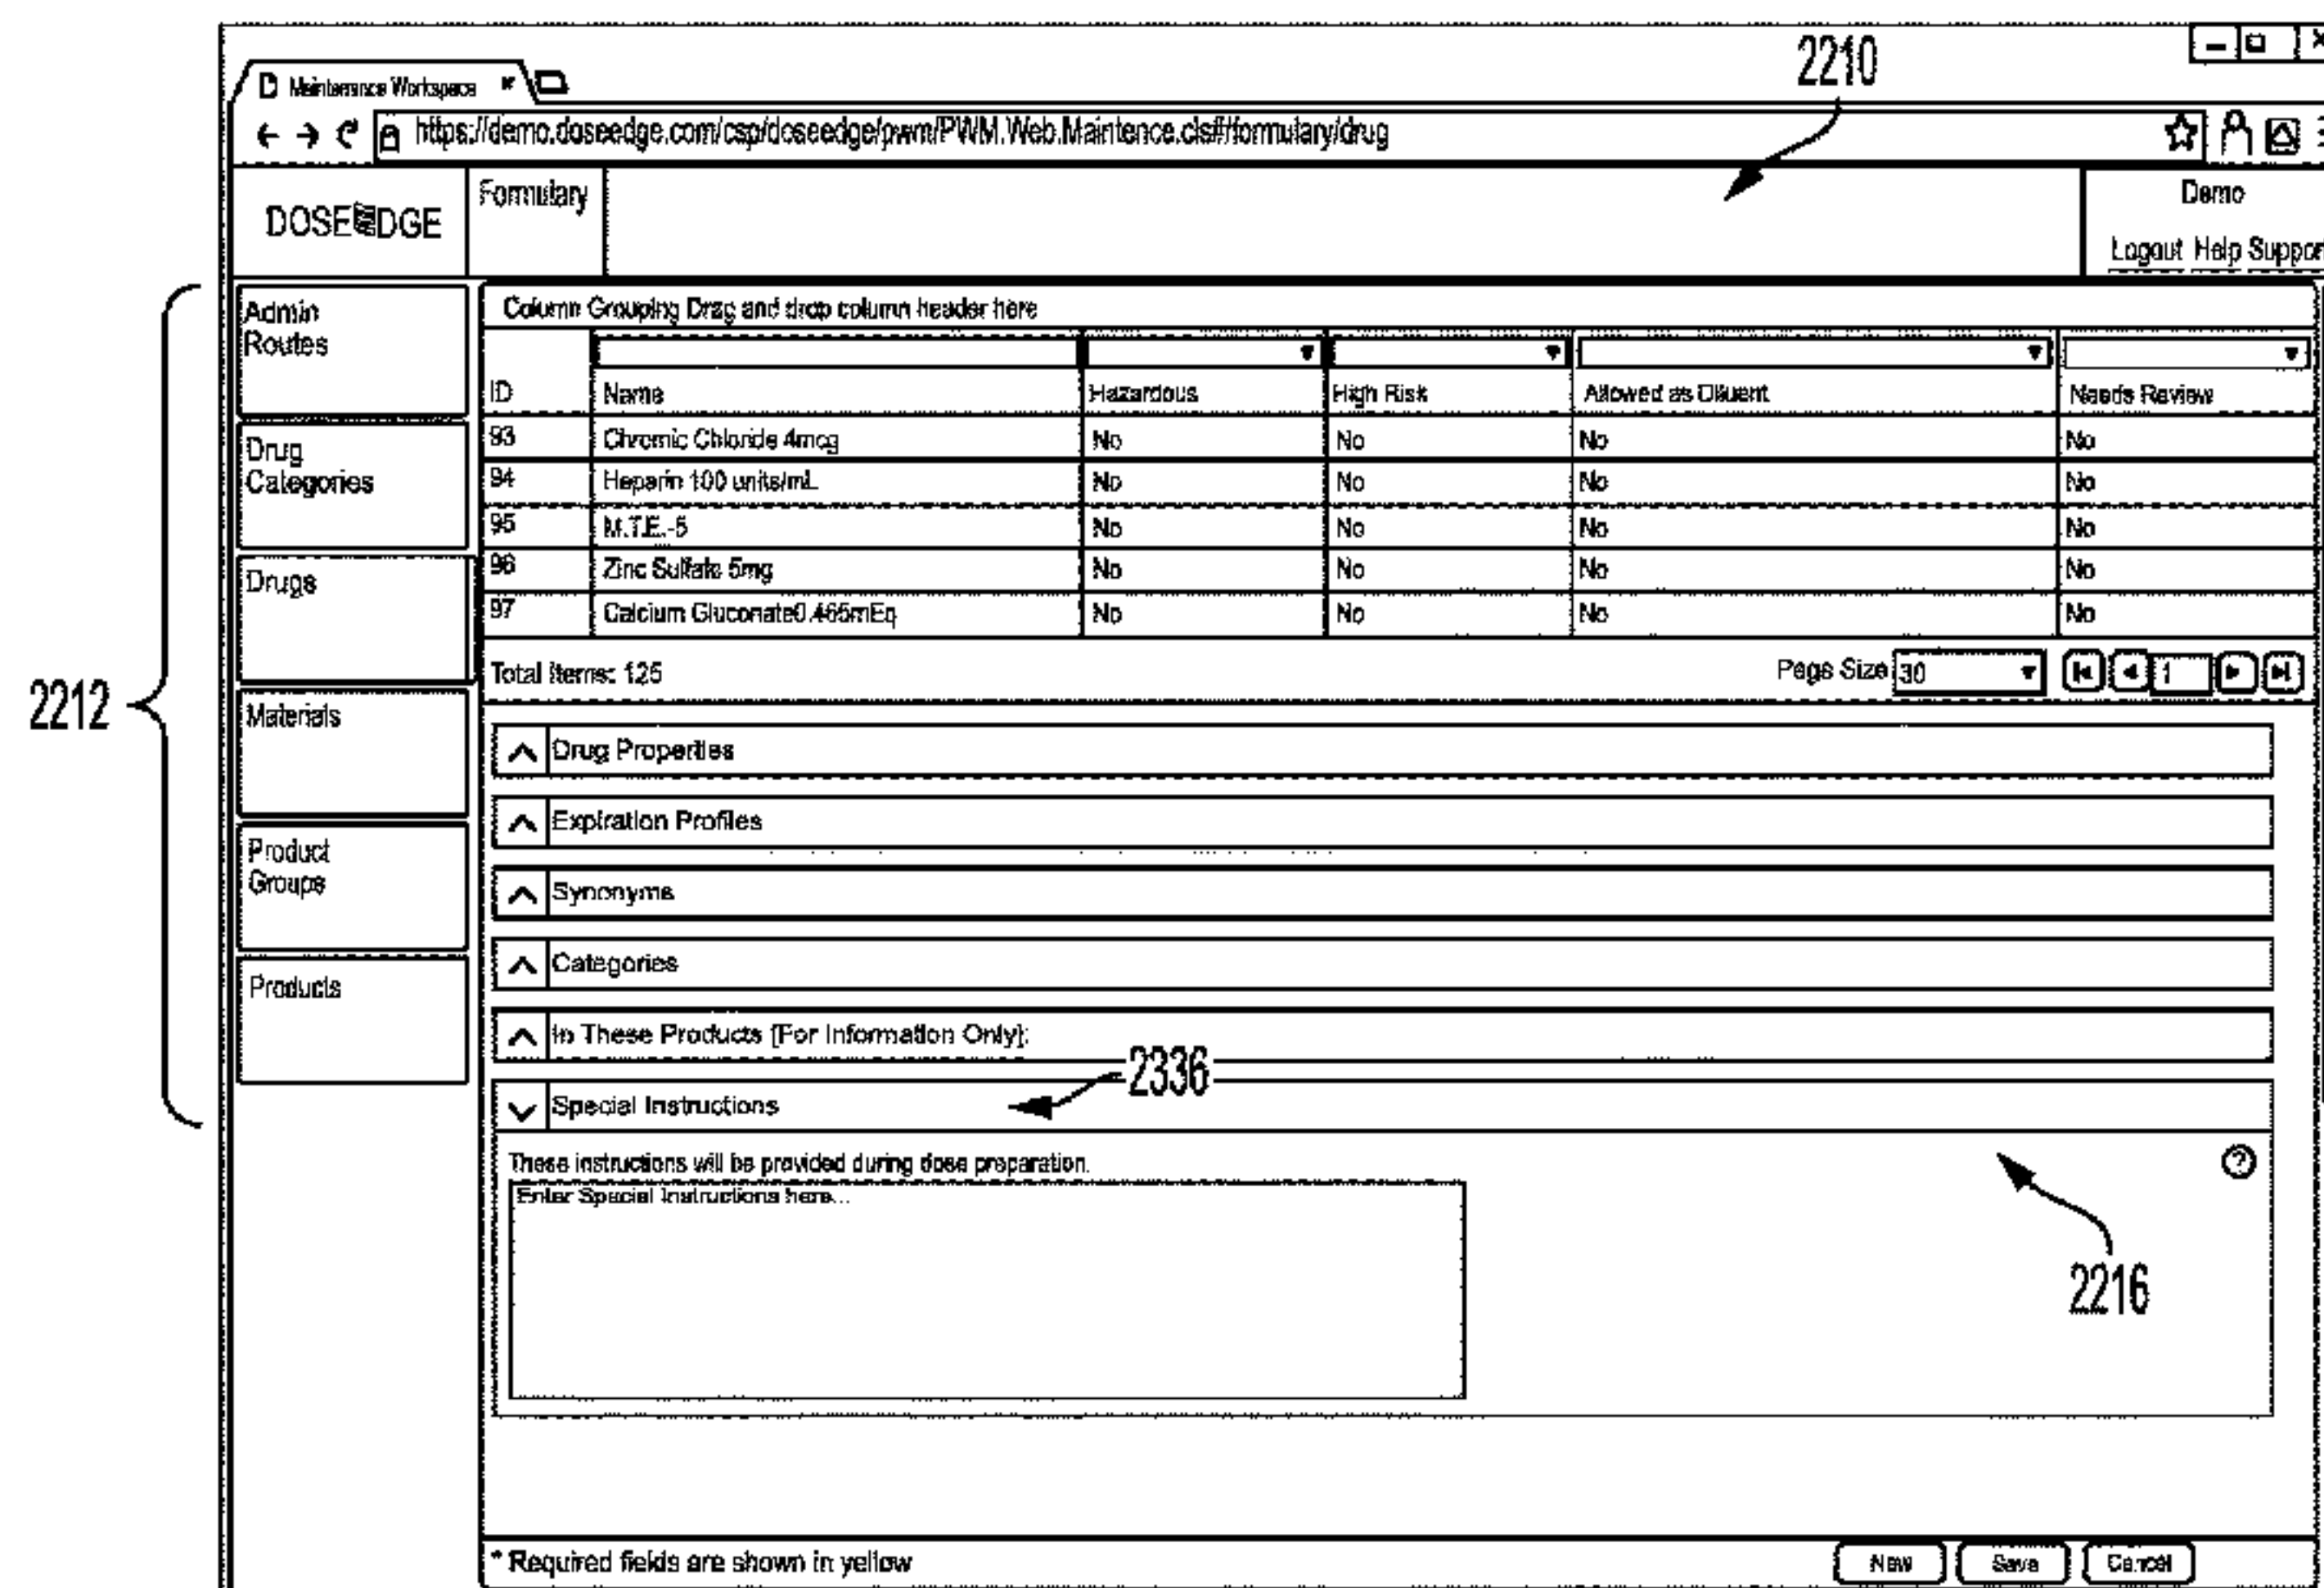 2210
Maintenance Workspace
https://demo.doseedge.com/csp/doseedge/pwm/PWM.Web.Maintence.cls#/formulary/drug
DOSEEDGE
Formulary
Demo
Logout Help Support
2212
Admin
Routes
Drug
Categories
Drugs
Materials
Product
Groups
Products
Column Grouping Drag and drop column header here
ID Name Hazardous High Risk Allowed as Diluent Needs Review
93 Chromic Chloride 4mcg No No No No
94 Heparin 100 units/mL No No No No
95 M.T.E.-5 No No No No
96 Zinc Sulfate 5mg No No No No
97 Calcium Gluconate0.465mEq No No No No
Total Items: 125 Page Size 30 1
Drug Properties
Expiration Profiles
Synonyms
Categories
In These Products [For Information Only]:
2336
Special Instructions
These instructions will be provided during dose preparation.
?
Enter Special Instructions here...
2216
* Required fields are shown in yellow
New Save Cancel